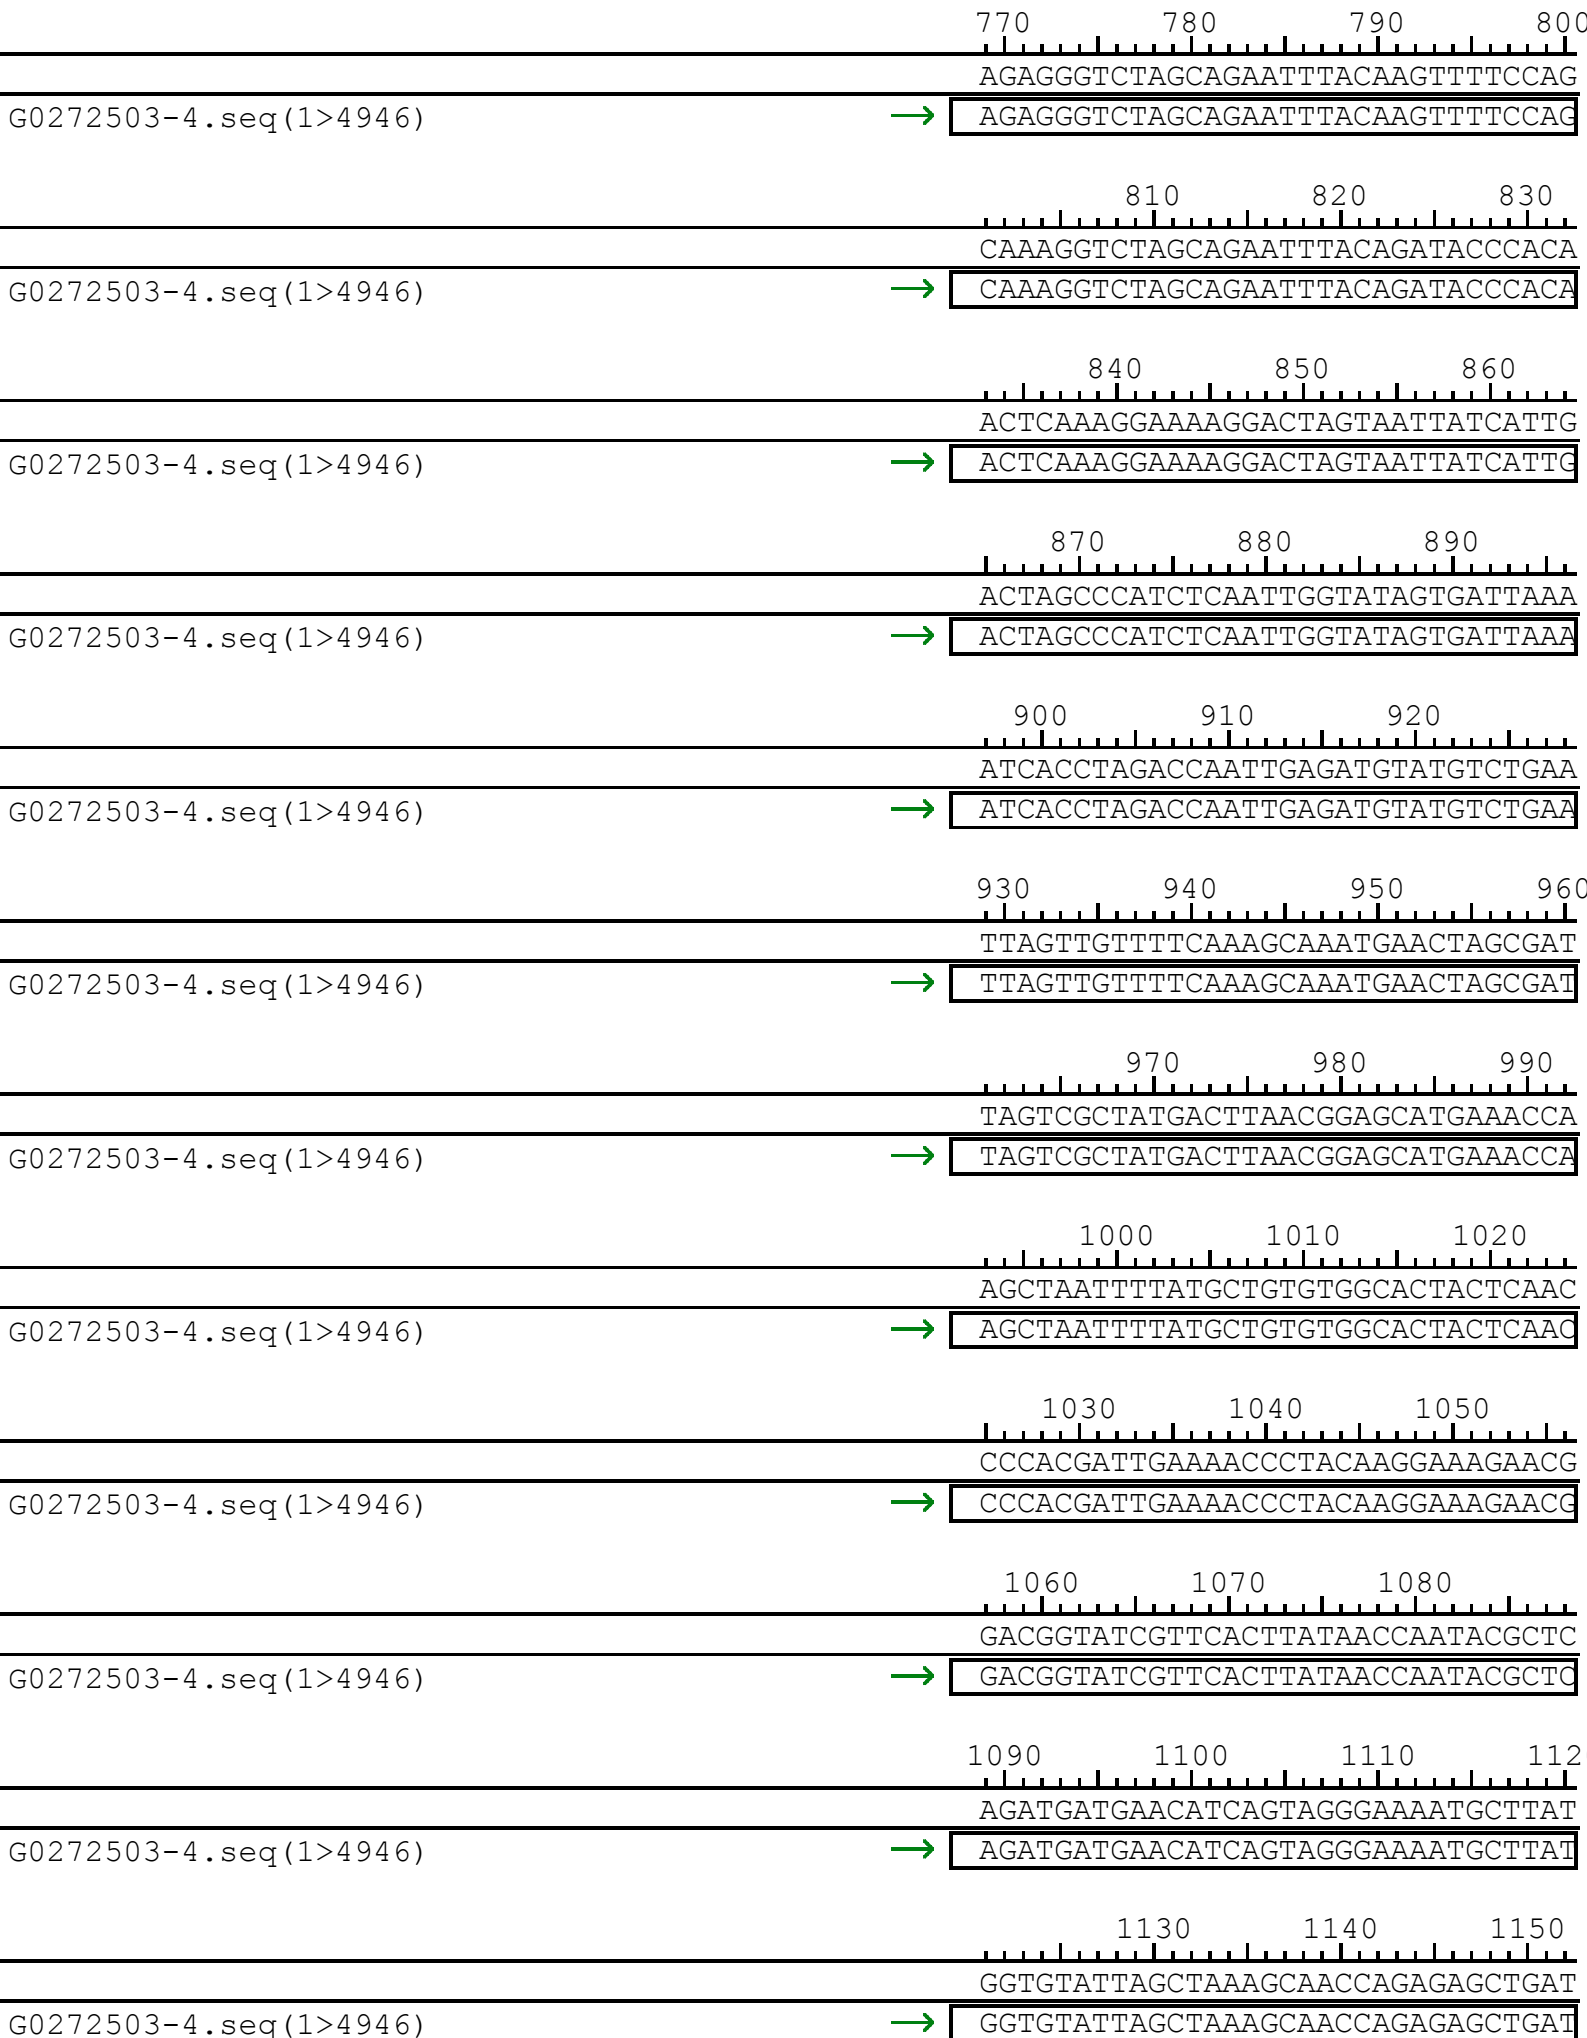 770 780 790 800
AGAGGGTCTAGCAGAATTTACAAGTTTTCCAG
G0272503-4.seq(1>4946) → AGAGGGTCTAGCAGAATTTACAAGTTTTCCAG
810 820 830
CAAAGGTCTAGCAGAATTTACAGATACCCACA
G0272503-4.seq(1>4946) → CAAAGGTCTAGCAGAATTTACAGATACCCACA
840 850 860
ACTCAAAGGAAAAGGACTAGTAATTATCATTG
G0272503-4.seq(1>4946) → ACTCAAAGGAAAAGGACTAGTAATTATCATTG
870 880 890
ACTAGCCCATCTCAATTGGTATAGTGATTAAA
G0272503-4.seq(1>4946) → ACTAGCCCATCTCAATTGGTATAGTGATTAAA
900 910 920
ATCACCTAGACCAATTGAGATGTATGTCTGAA
G0272503-4.seq(1>4946) → ATCACCTAGACCAATTGAGATGTATGTCTGAA
930 940 950 960
TTAGTTGTTTTCAAAGCAAATGAACTAGCGAT
G0272503-4.seq(1>4946) → TTAGTTGTTTTCAAAGCAAATGAACTAGCGAT
970 980 990
TAGTCGCTATGACTTAACGGAGCATGAAACCA
G0272503-4.seq(1>4946) → TAGTCGCTATGACTTAACGGAGCATGAAACCA
1000 1010 1020
AGCTAATTTTATGCTGTGTGGCACTACTCAAC
G0272503-4.seq(1>4946) → AGCTAATTTTATGCTGTGTGGCACTACTCAAC
1030 1040 1050
CCCACGATTGAAAACCCTACAAGGAAAGAACG
G0272503-4.seq(1>4946) → CCCACGATTGAAAACCCTACAAGGAAAGAACG
1060 1070 1080
GACGGTATCGTTCACTTATAACCAATACGCTC
G0272503-4.seq(1>4946) → GACGGTATCGTTCACTTATAACCAATACGCTC
1090 1100 1110 112
AGATGATGAACATCAGTAGGGAAAATGCTTAT
G0272503-4.seq(1>4946) → AGATGATGAACATCAGTAGGGAAAATGCTTAT
1130 1140 1150
GGTGTATTAGCTAAAGCAACCAGAGAGCTGAT
G0272503-4.seq(1>4946) → GGTGTATTAGCTAAAGCAACCAGAGAGCTGAT